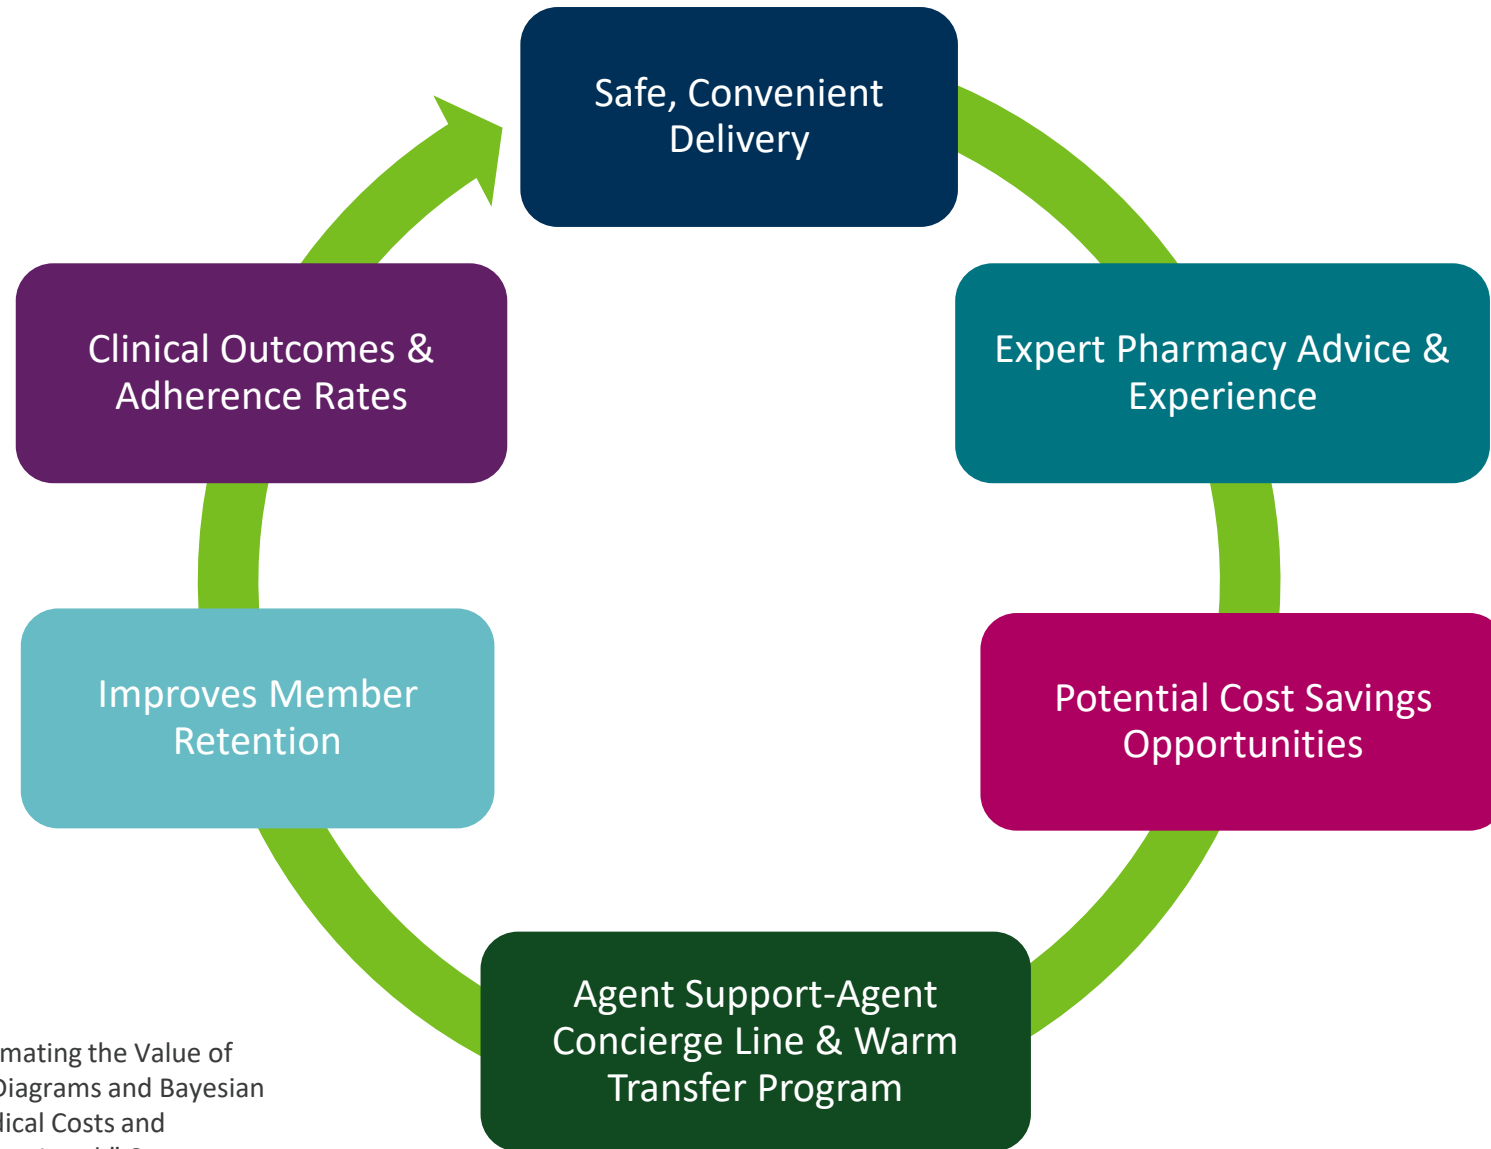 Safe, Convenient
Delivery
Expert Pharmacy Advice &
Experience
Potential Cost Savings
Opportunities
Agent Support-Agent
Concierge Line & Warm
Transfer Program
Improves Member
Retention
Clinical Outcomes &
Adherence Rates
mating the Value of
Diagrams and Bayesian
dical Costs and